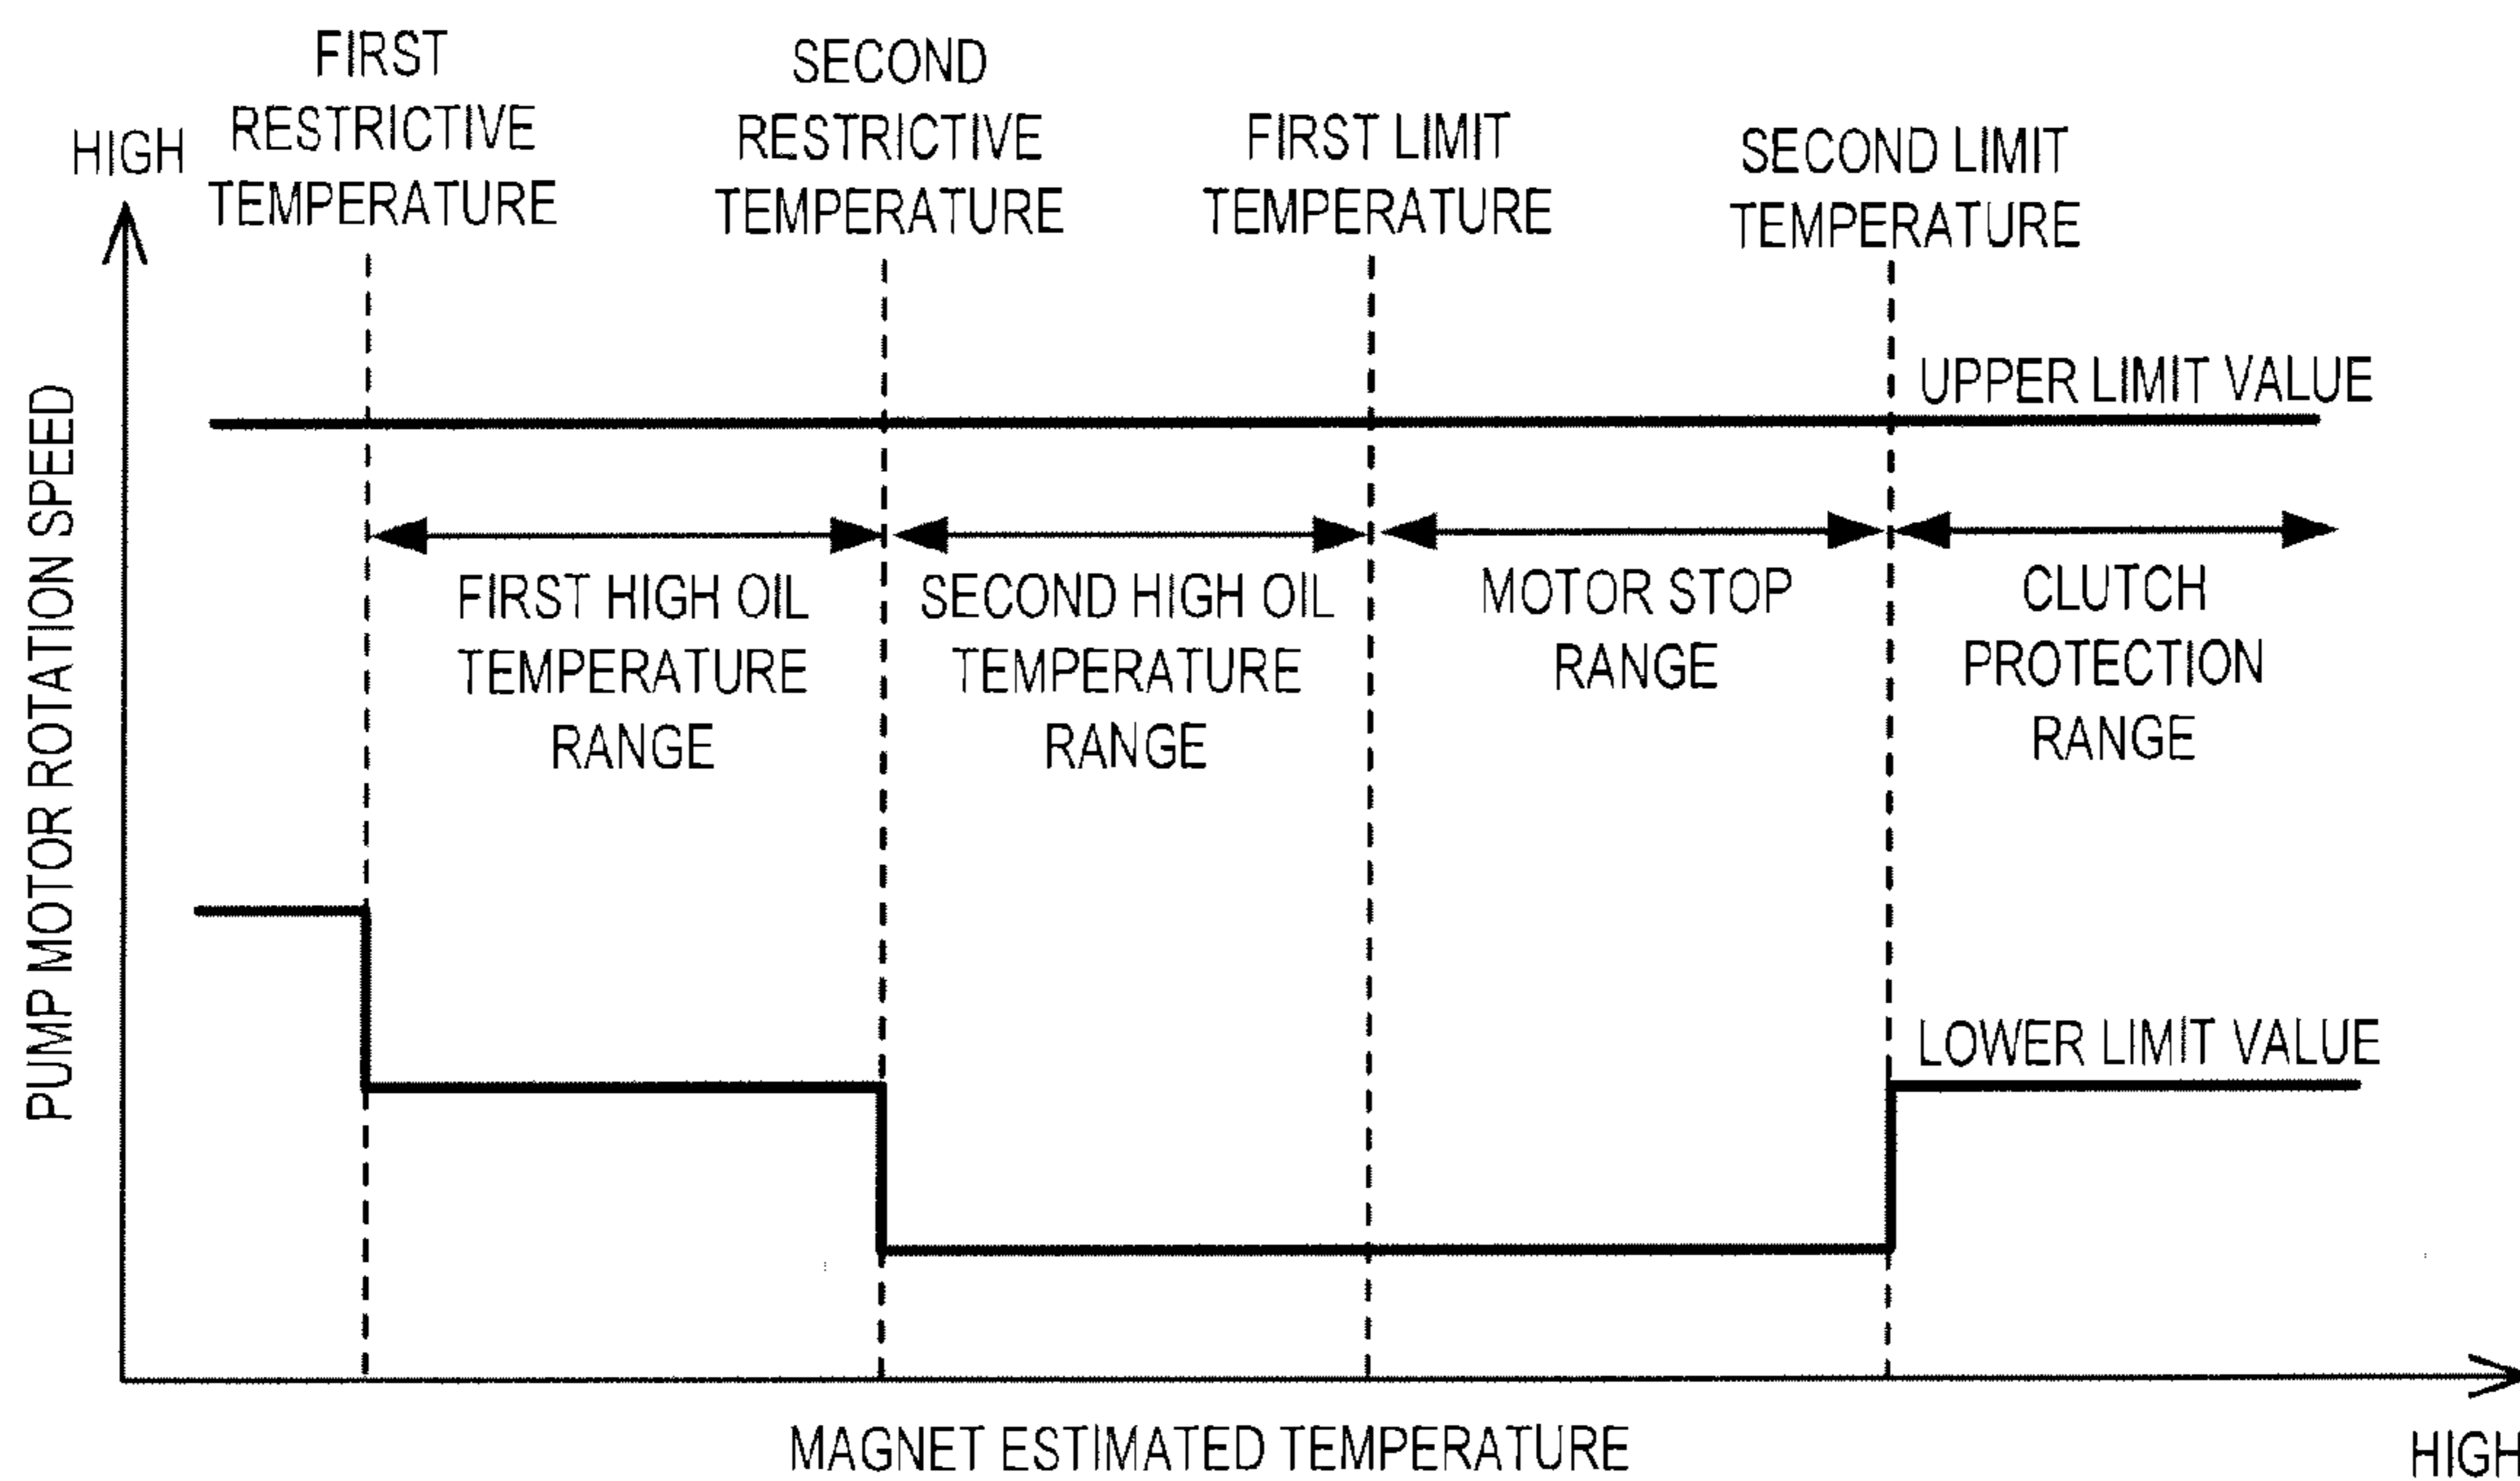 HIGH
FIRST
RESTRICTIVE
TEMPERATURE
SECOND
RESTRICTIVE
TEMPERATURE
FIRST LIMIT
TEMPERATURE
SECOND LIMIT
TEMPERATURE
UPPER LIMIT VALUE
FIRST HIGH OIL
TEMPERATURE
RANGE
SECOND HIGH OIL
TEMPERATURE
RANGE
MOTOR STOP
RANGE
CLUTCH
PROTECTION
RANGE
PUMP MOTOR ROTATION SPEED
LOWER LIMIT VALUE
MAGNET ESTIMATED TEMPERATURE
HIGH